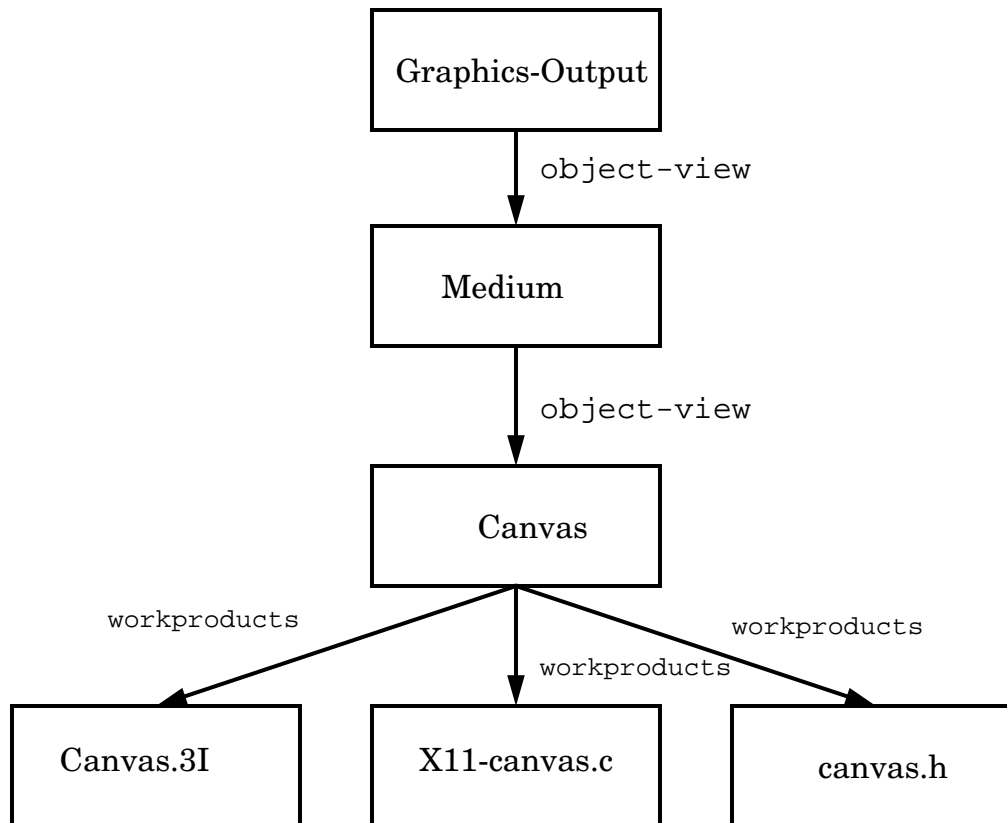 Graphics-Output
object-view
Medium
object-view
Canvas
workproducts
workproducts
workproducts
Canvas.3I
X11-canvas.c
canvas.h